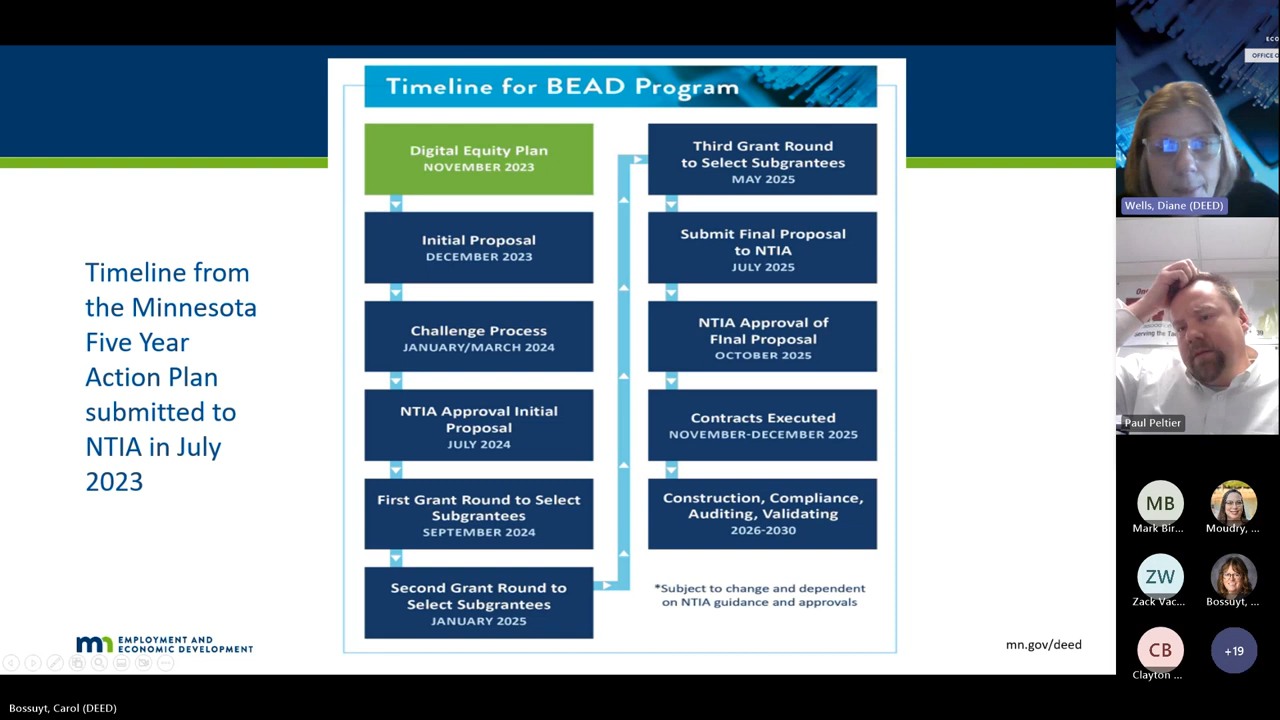 Timeline for BEAD Program
Digital Equity Plan
NOVEMBER 2023
Initial Proposal
DECEMBER 2023
Challenge Process
JANUARY/MARCH 2024
NTIA Approval Initial
Proposal
JULY 2024
First Grant Round to Select
Subgrantees
SEPTEMBER 2024
Second Grant Round to
Select Subgrantees
JANUARY 2025
Third Grant Round
to Select Subgrantees
MAY 2025
Submit Final Proposal
to NTIA
JULY 2025
NTIA Approval of
FInal Proposal
OCTOBER 2025
Contracts Executed
NOVEMBER-DECEMBER 2025
Construction, Compliance,
Auditing, Validating
2026-2030
*Subject to change and dependent
on NTIA guidance and approvals
Timeline from
the Minnesota
Five Year
Action Plan
submitted to
NTIA in July
2023
mn EMPLOYMENT AND
ECONOMIC DEVELOPMENT
mn.gov/deed
Bossuyt, Carol (DEED)
ECO
OFFICE O
Wells, Diane (DEED)
Paul Peltier
MB
Mark Bir...
Moudry, ...
ZW
Zack Vac...
Bossuyt, ...
CB
Clayton ...
+19